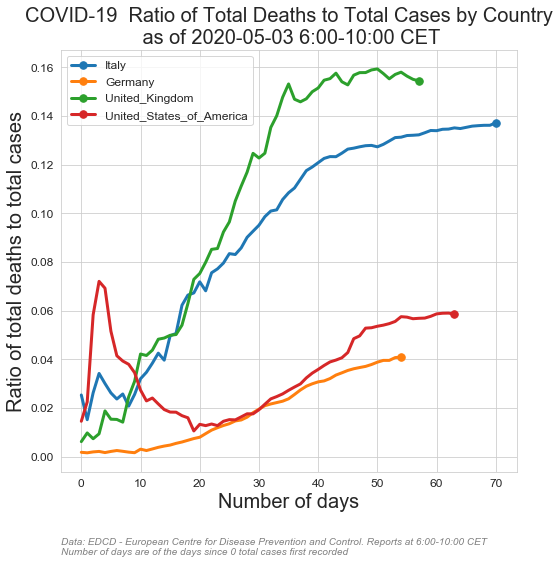 COVID-19  Ratio of Total Deaths to Total Cases by Country
as of 2020-05-03 6:00-10:00 CET
Italy
Germany
United_Kingdom
United_States_of_America
Ratio of total deaths to total cases
0.16
0.14
0.12
0.10
0.08
0.06
0.04
0.02
0.00
0 10 20 30 40 50 60 70
Number of days
Data: EDCD - European Centre for Disease Prevention and Control. Reports at 6:00-10:00 CET
Number of days are of the days since 0 total cases first recorded